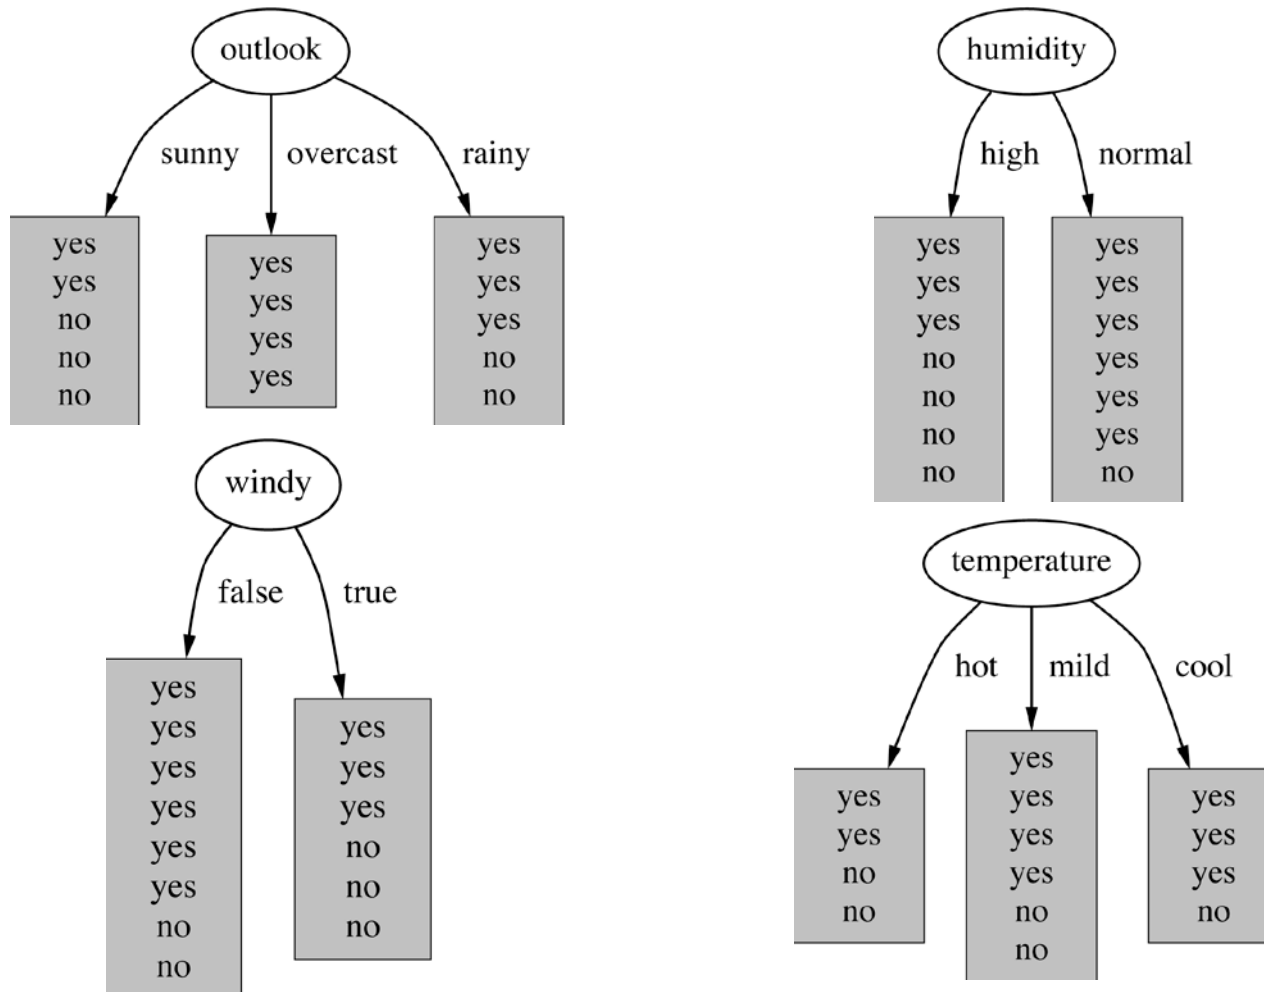 outlook
sunny
overcast
rainy
yes
yes
no
no
no
yes
yes
yes
yes
yes
yes
yes
no
no
humidity
high
normal
yes
yes
yes
no
no
no
no
yes
yes
yes
yes
yes
yes
no
windy
false
true
yes
yes
yes
yes
yes
yes
no
no
yes
yes
yes
no
no
no
temperature
hot
mild
cool
yes
yes
no
no
yes
yes
yes
yes
no
no
yes
yes
yes
no